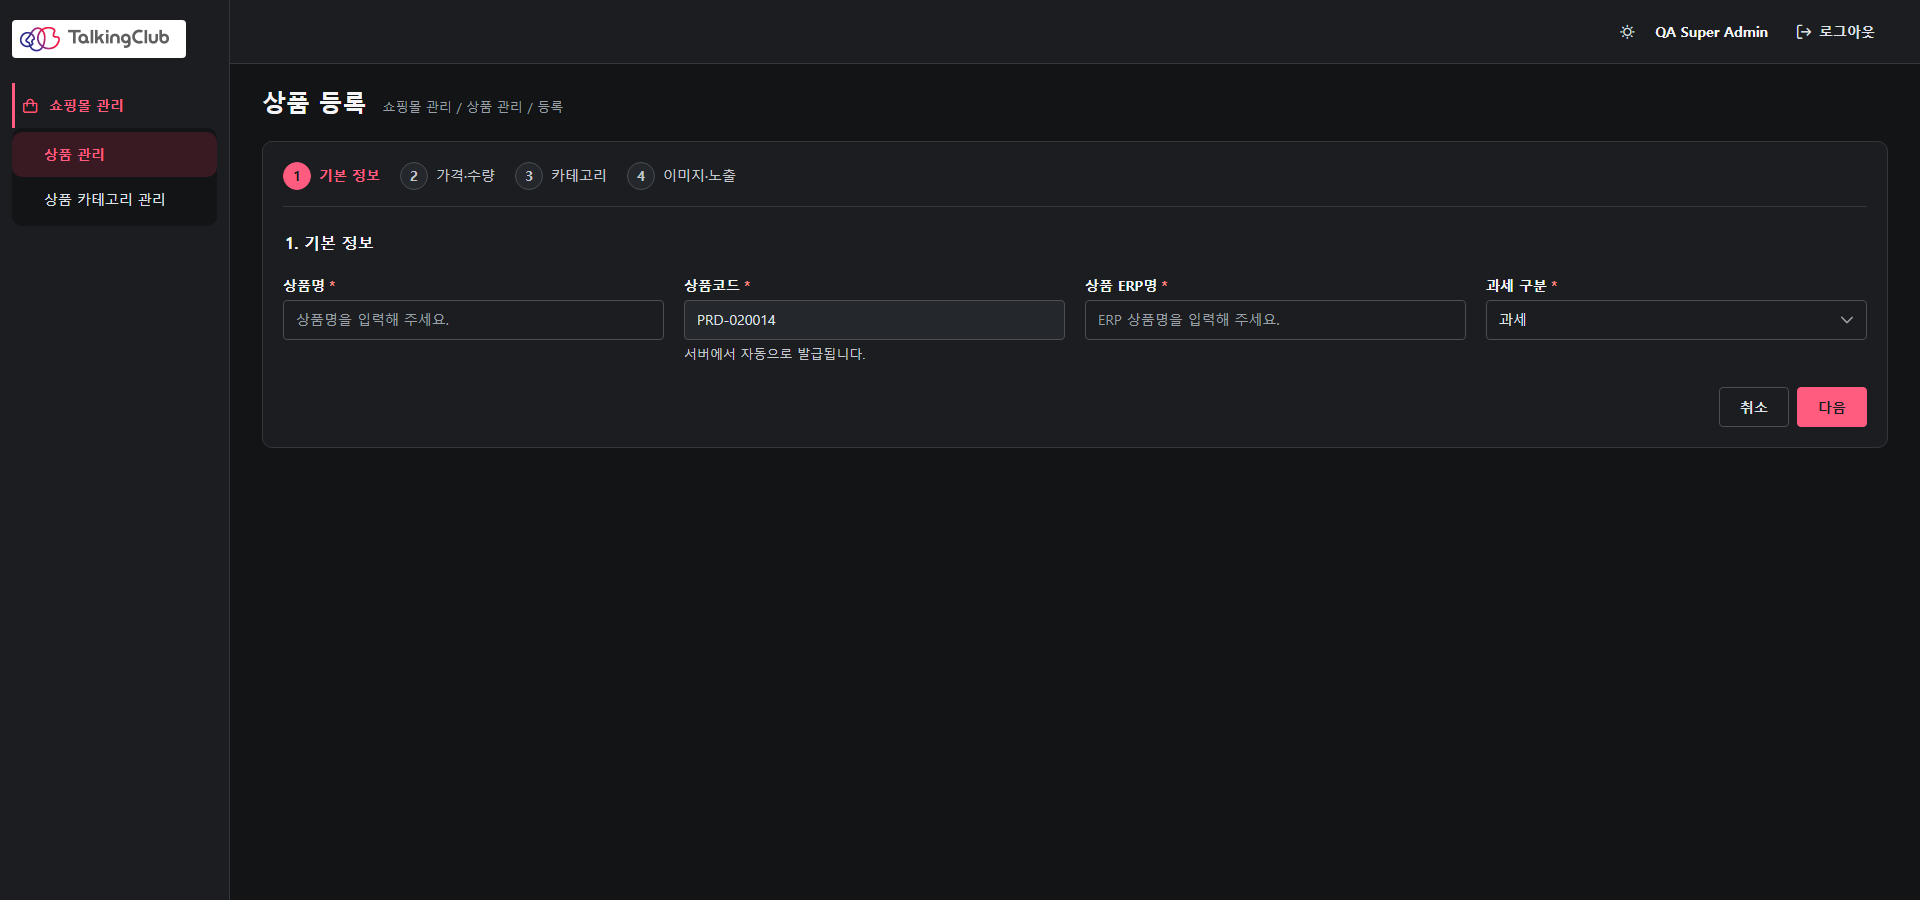 TalkingClub
QA Super Admin
로그아웃
쇼핑몰 관리
상품 관리
상품 카테고리 관리
상품 등록
쇼핑몰 관리 / 상품 관리 / 등록
1 기본 정보
2 가격·수량
3 카테고리
4 이미지·노출
1. 기본 정보
상품명 *
상품명을 입력해 주세요.
상품코드 *
PRD-020014
서버에서 자동으로 발급됩니다.
상품 ERP명 *
ERP 상품명을 입력해 주세요.
과세 구분 *
과세
취소
다음